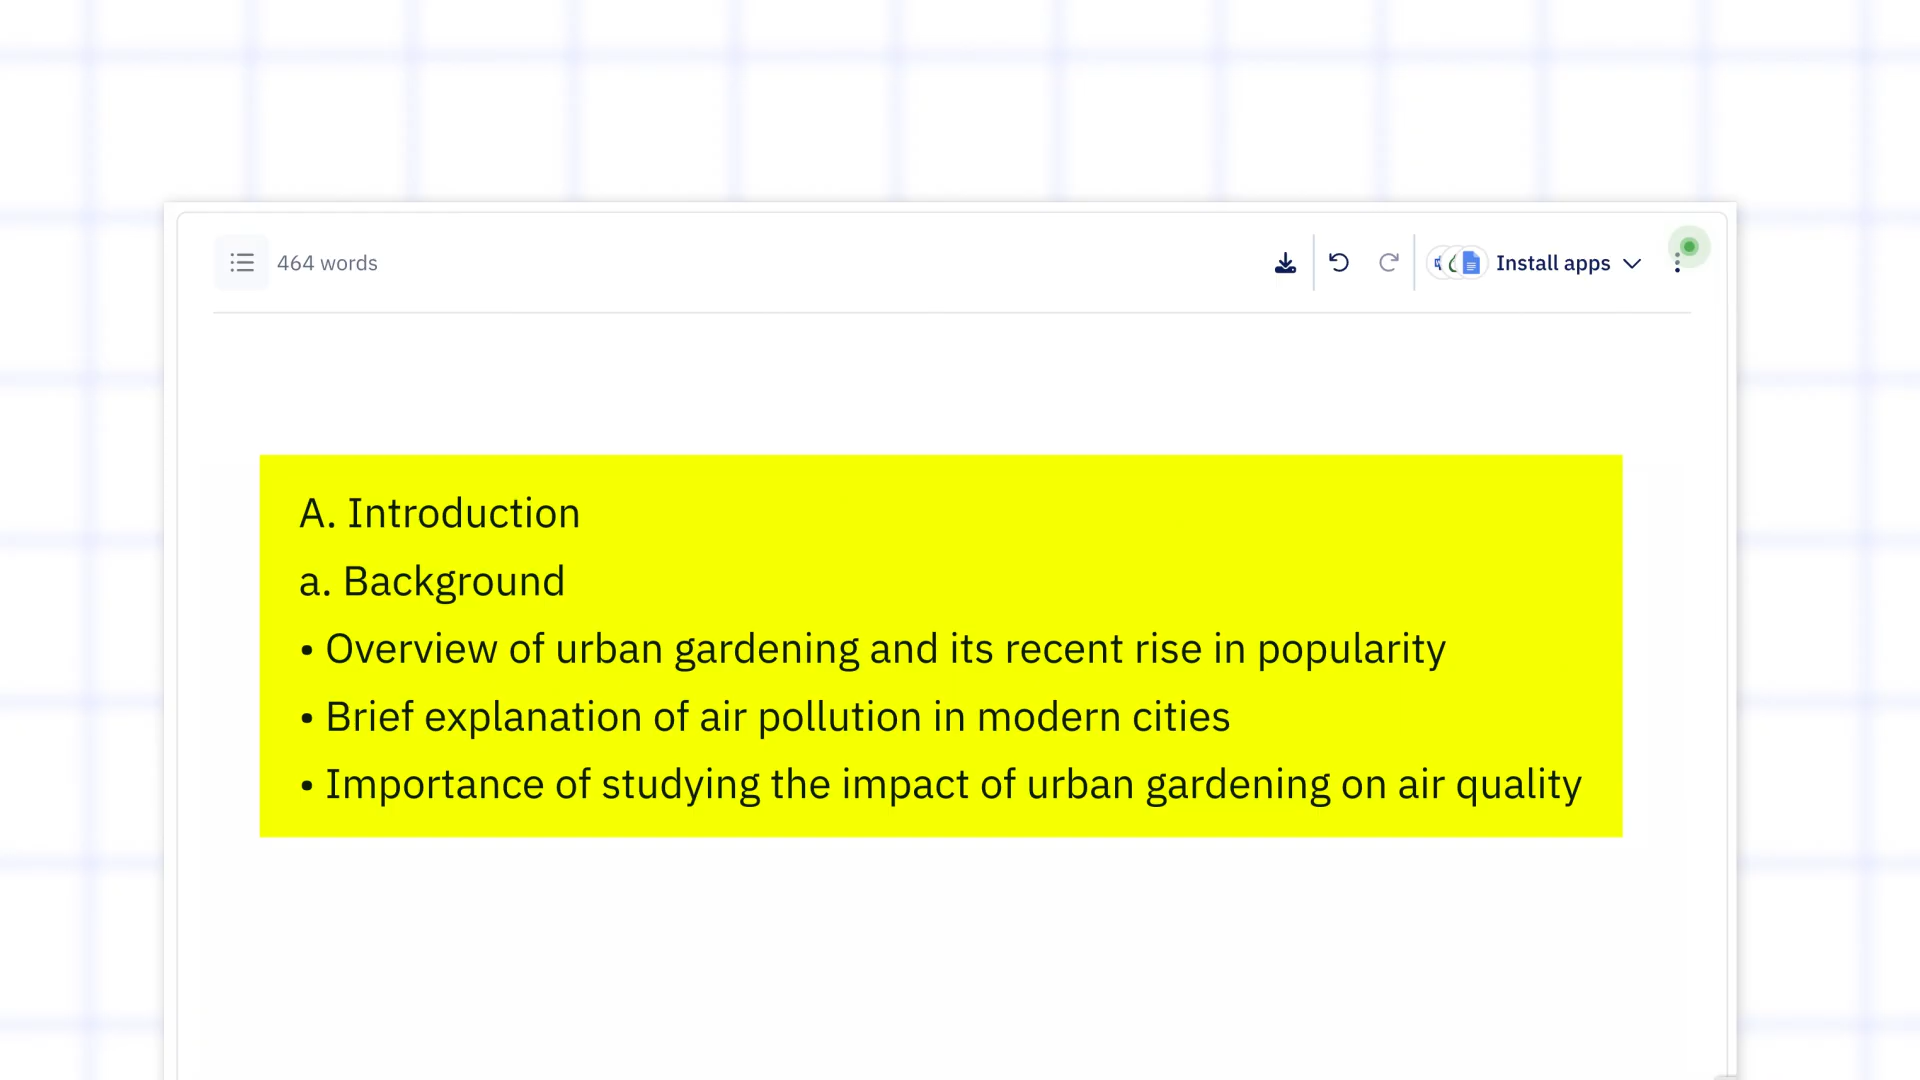 464 words
Install apps
A. Introduction
a. Background
• Overview of urban gardening and its recent rise in popularity
• Brief explanation of air pollution in modern cities
• Importance of studying the impact of urban gardening on air quality